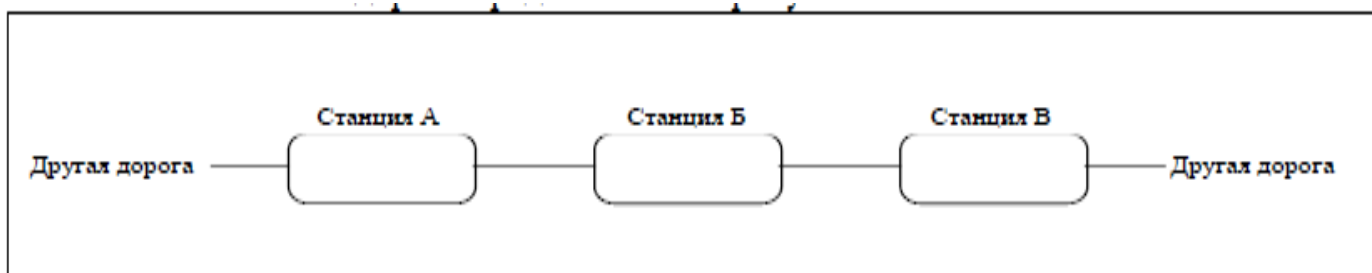 Станция А
Станция Б
Станция В
Другая дорога
Другая дорога